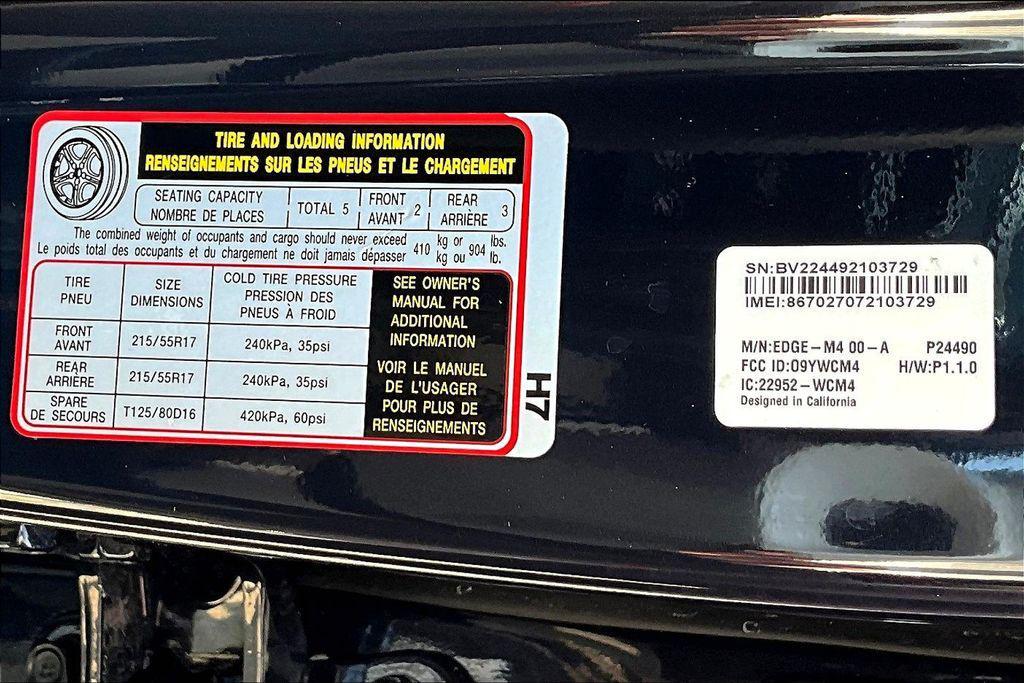 TIRE AND LOADING INFORMATION
RENSEIGNEMENTS SUR LES PNEUS ET LE CHARGEMENT
SEATING CAPACITY
NOMBRE DE PLACES
TOTAL 5
FRONT
AVANT 2
REAR
ARRIÈRE 3
The combined weight of occupants and cargo should never exceed 410 kg or 904 lbs.
Le poids total des occupants et du chargement ne doit jamais dépasser 410 kg ou 904 lb.
TIRE
PNEU
SIZE
DIMENSIONS
COLD TIRE PRESSURE
PRESSION DES
PNEUS À FROID
FRONT
AVANT
215/55R17
240kPa, 35psi
REAR
ARRIÈRE
215/55R17
240kPa, 35psi
SPARE
DE SECOURS
T125/80D16
420kPa, 60psi
SEE OWNER'S
MANUAL FOR
ADDITIONAL
INFORMATION
VOIR LE MANUEL
DE L'USAGER
POUR PLUS DE
RENSEIGNEMENTS
H7
SN:BV224492103729
IMEI:867027072103729
M/N:EDGE-M4 00-A P24490
FCC ID:09YWCM4 H/W:P1.1.0
IC:22952-WCM4
Designed in California